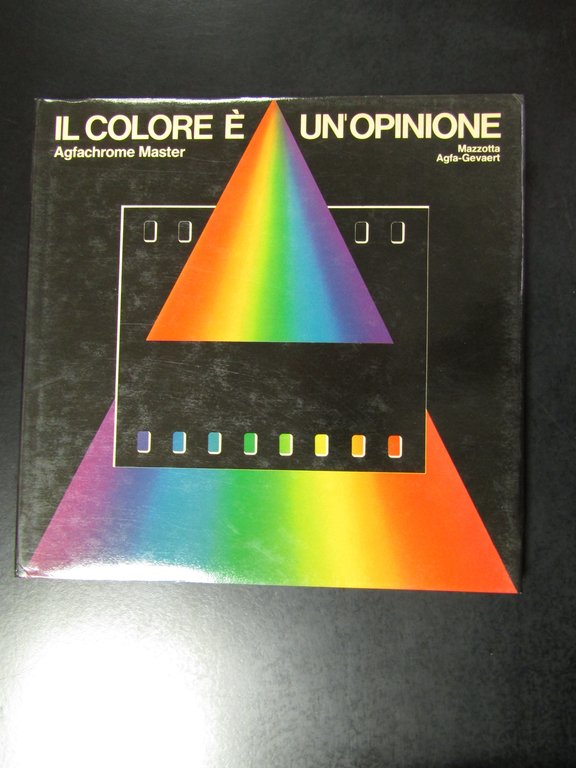 IL COLORE È UN'OPINIONE
Agfachrome Master
Mazzotta
Agfa-Gevaert